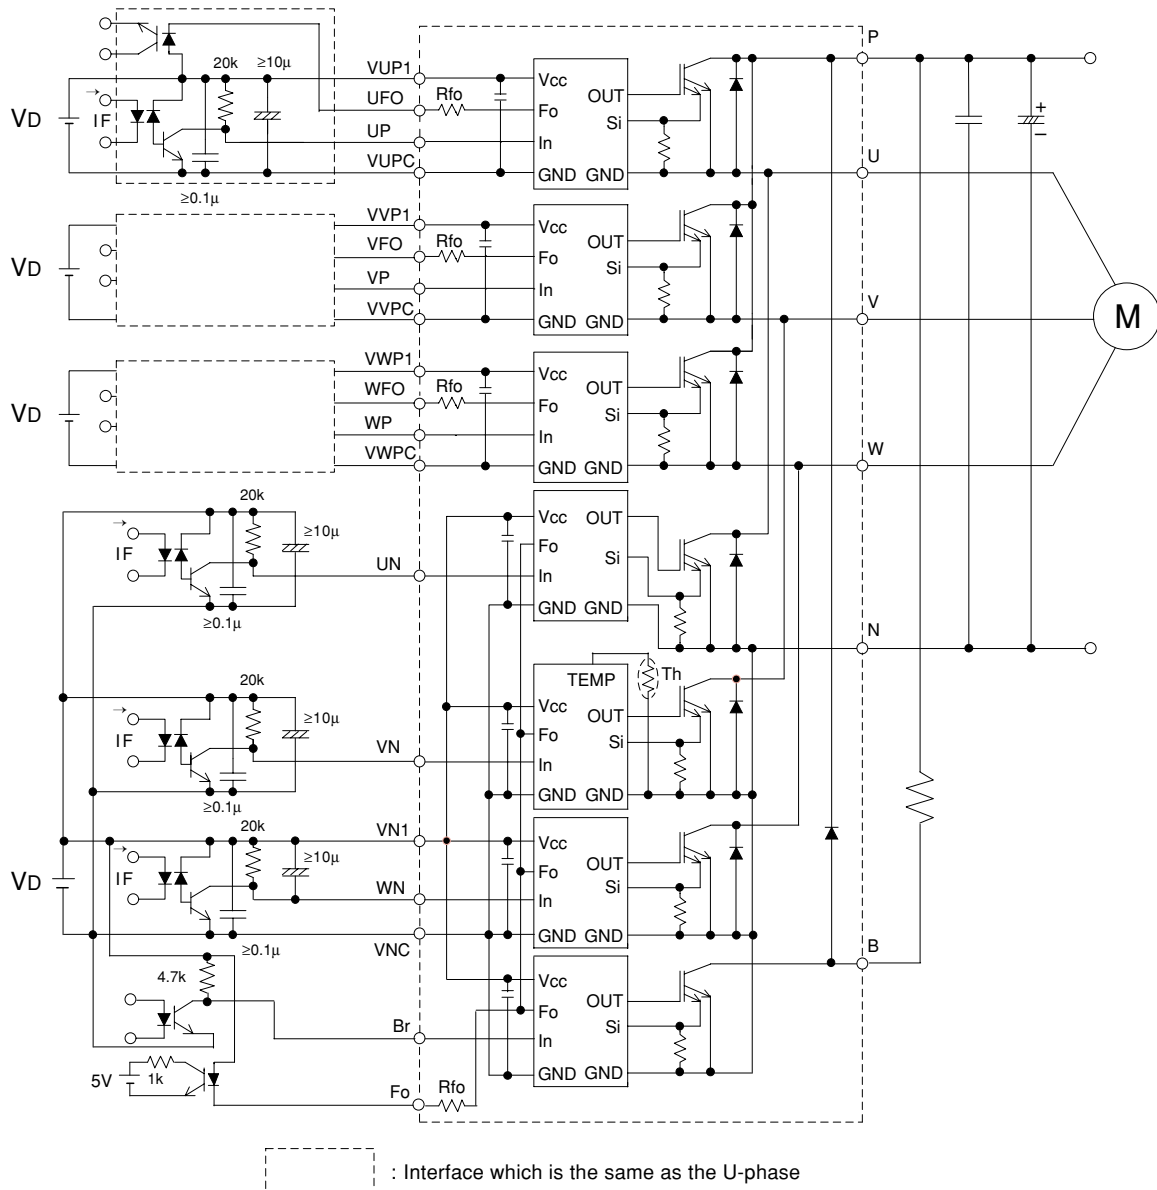 P
20k
≥10μ
VUP1
Vcc
→
VD
IF
UFO
Rfo
Fo
OUT
Si
UP
In
VUPC
GND GND
U
≥0.1μ
+
−
VVP1
Vcc
VFO
Rfo
Fo
OUT
VD
Si
VP
In
VVPC
GND GND
V
M
VWP1
Vcc
WFO
Rfo
Fo
OUT
VD
Si
WP
In
VWPC
GND GND
W
20k
≥10μ
→
IF
Vcc
OUT
Fo
Si
UN
In
GND GND
≥0.1μ
N
TEMP
Th
20k
≥10μ
→
IF
Vcc
OUT
Fo
Si
VN
In
GND GND
≥0.1μ
20k
≥10μ
VN1
Vcc
→
VD
IF
OUT
Fo
Si
WN
In
GND GND
VNC
≥0.1μ
B
4.7k
Vcc
OUT
Fo
Si
Br
In
GND GND
5V
1k
Fo
Rfo
: Interface which is the same as the U-phase